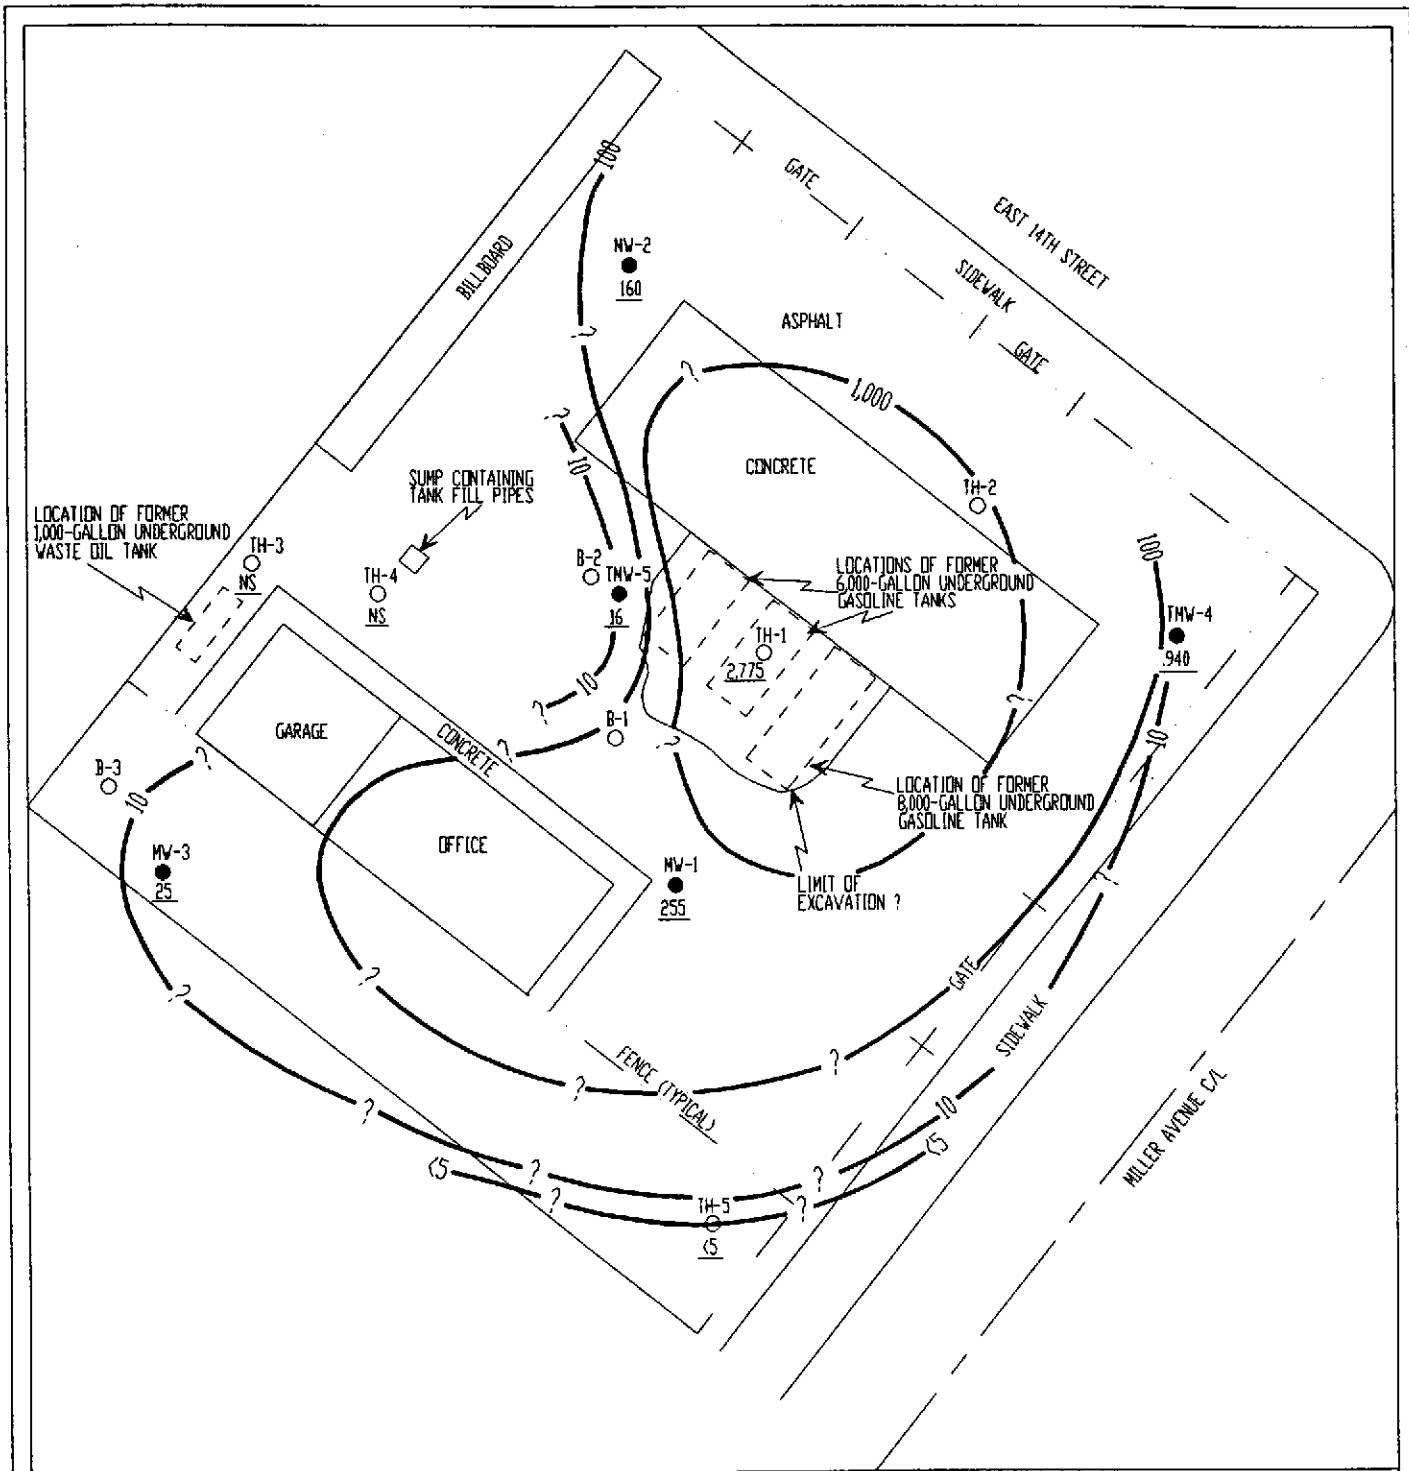 100
GATE
EAST 14TH STREET
MW-2
160
BILLBOARD
SIDEWALK
ASPHALT
GATE
?
?
1,000
?
10
CONCRETE
SUMP CONTAINING
TANK FILL PIPES
TH-2
LOCATION OF FORMER
1,000-GALLON UNDERGROUND
WASTE OIL TANK
TH-3
NS
TH-4
NS
B-2
TMW-5
16
LOCATIONS OF FORMER
6,000-GALLON UNDERGROUND
GASOLINE TANKS
100
TMW-4
.940
TH-1
2,775
10
?
B-1
?
?
10
GARAGE
CONCRETE
?
?
B-3
10
LOCATION OF FORMER
8,000-GALLON UNDERGROUND
GASOLINE TANK
OFFICE
MW-3
25
MW-1
255
LIMIT OF
EXCAVATION ?
?
?
?
GATE
SIDEWALK
FENCE (TYPICAL)
?
?
?
10
MILLER AVENUE C/L
<5
?
?
<5
?
TH-5
?
<5